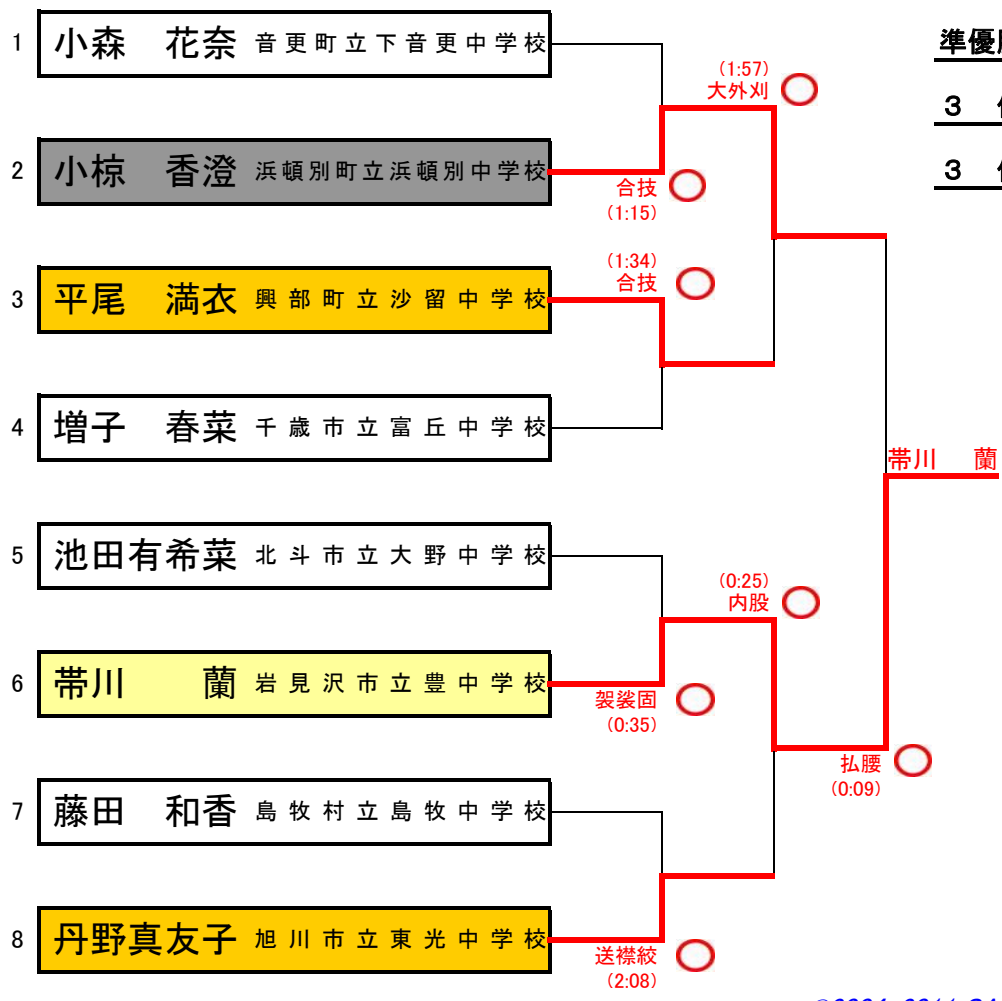 1 小森 花奈 音更町立下音更中学校
2 小椋 香澄 浜頓別町立浜頓別中学校
3 平尾 満衣 興部町立沙留中学校
4 増子 春菜 千歳市立富丘中学校
5 池田有希菜 北斗市立大野中学校
6 帯川 蘭 岩見沢市立豊中学校
7 藤田 和香 島牧村立島牧中学校
8 丹野真友子 旭川市立東光中学校
合技
(1:15)
(1:34)
合技
袈裟固
(0:35)
送襟絞
(2:08)
(1:57)
大外刈
(0:25)
内股
払腰
(0:09)
帯川 蘭
準優
3
3